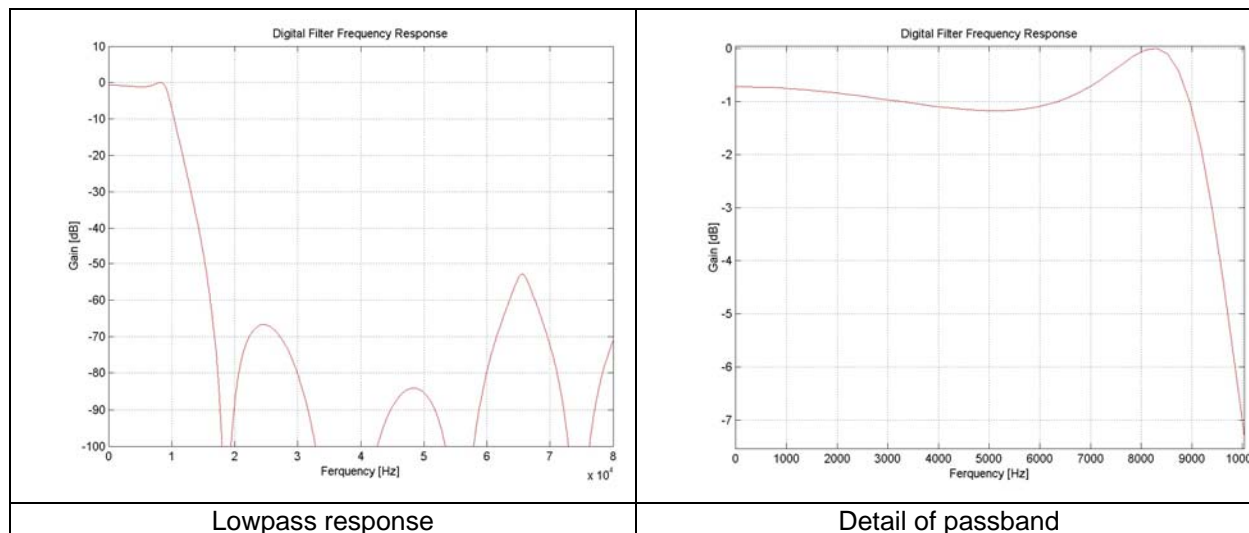 Digital Filter Frequency Response
10
0
-10
-20
-30
-40
-50
-60
-70
-80
-90
-100
Gain [dB]
0 1 2 3 4 5 6 7 8
Ferquency [Hz]
x 10⁴
Lowpass response
Digital Filter Frequency Response
0
-1
-2
-3
-4
-5
-6
-7
Gain [dB]
0 1000 2000 3000 4000 5000 6000 7000 8000 9000 10000
Ferquency [Hz]
Detail of passband